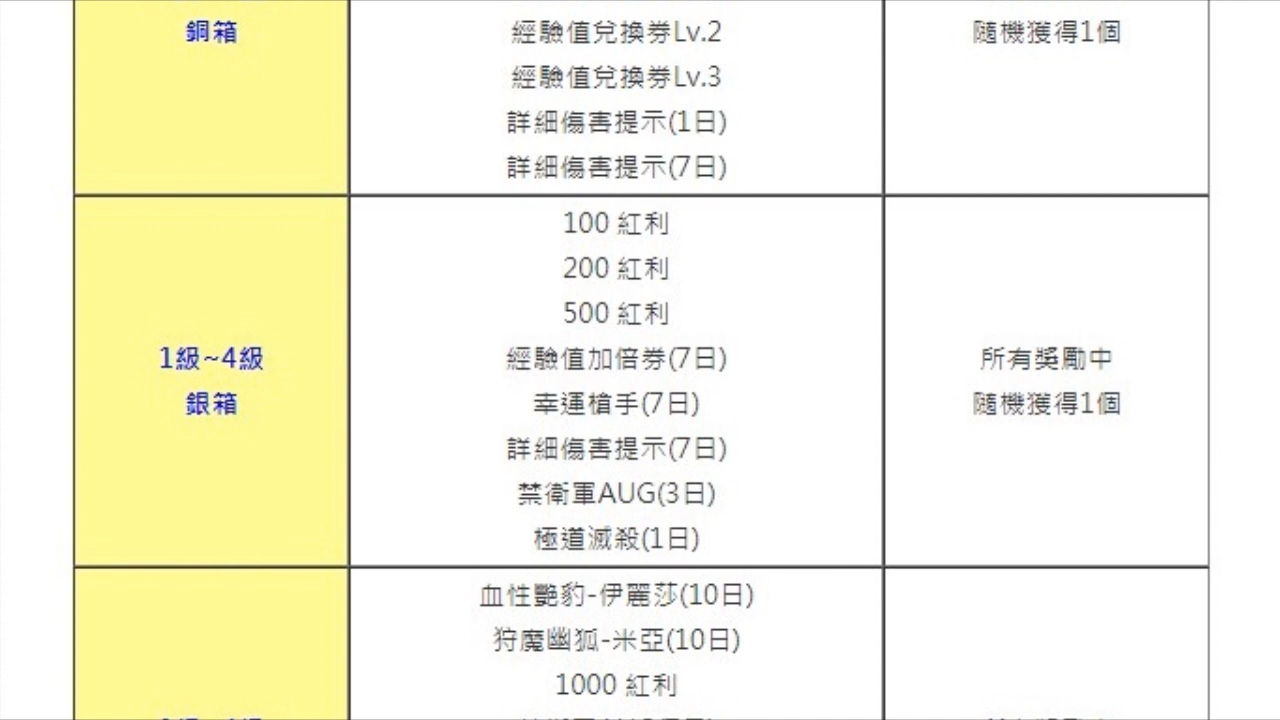 銅箱
經驗值兌換券Lv.2
隨機獲得1個
經驗值兌換券Lv.3
詳細傷害提示(1日)
詳細傷害提示(7日)
100 紅利
200 紅利
500 紅利
1級~4級
經驗值加倍券(7日)
所有獎勵中
銀箱
幸運槍手(7日)
隨機獲得1個
詳細傷害提示(7日)
禁衛軍AUG(3日)
極道滅殺(1日)
血性艷豹-伊麗莎(10日)
狩魔幽狐-米亞(10日)
1000 紅利